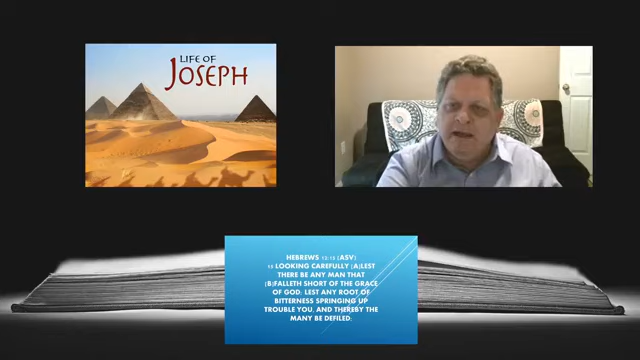 LIFE OF
JOSEPH
HEBREWS 12:15 (ASV)
15 LOOKING CAREFULLY (A)LEST
THERE BE ANY MAN THAT
(B)FALLETH SHORT OF THE GRACE
OF GOD; LEST ANY ROOT OF
BITTERNESS SPRINGING UP
TROUBLE YOU, AND THEREBY THE
MANY BE DEFILED;